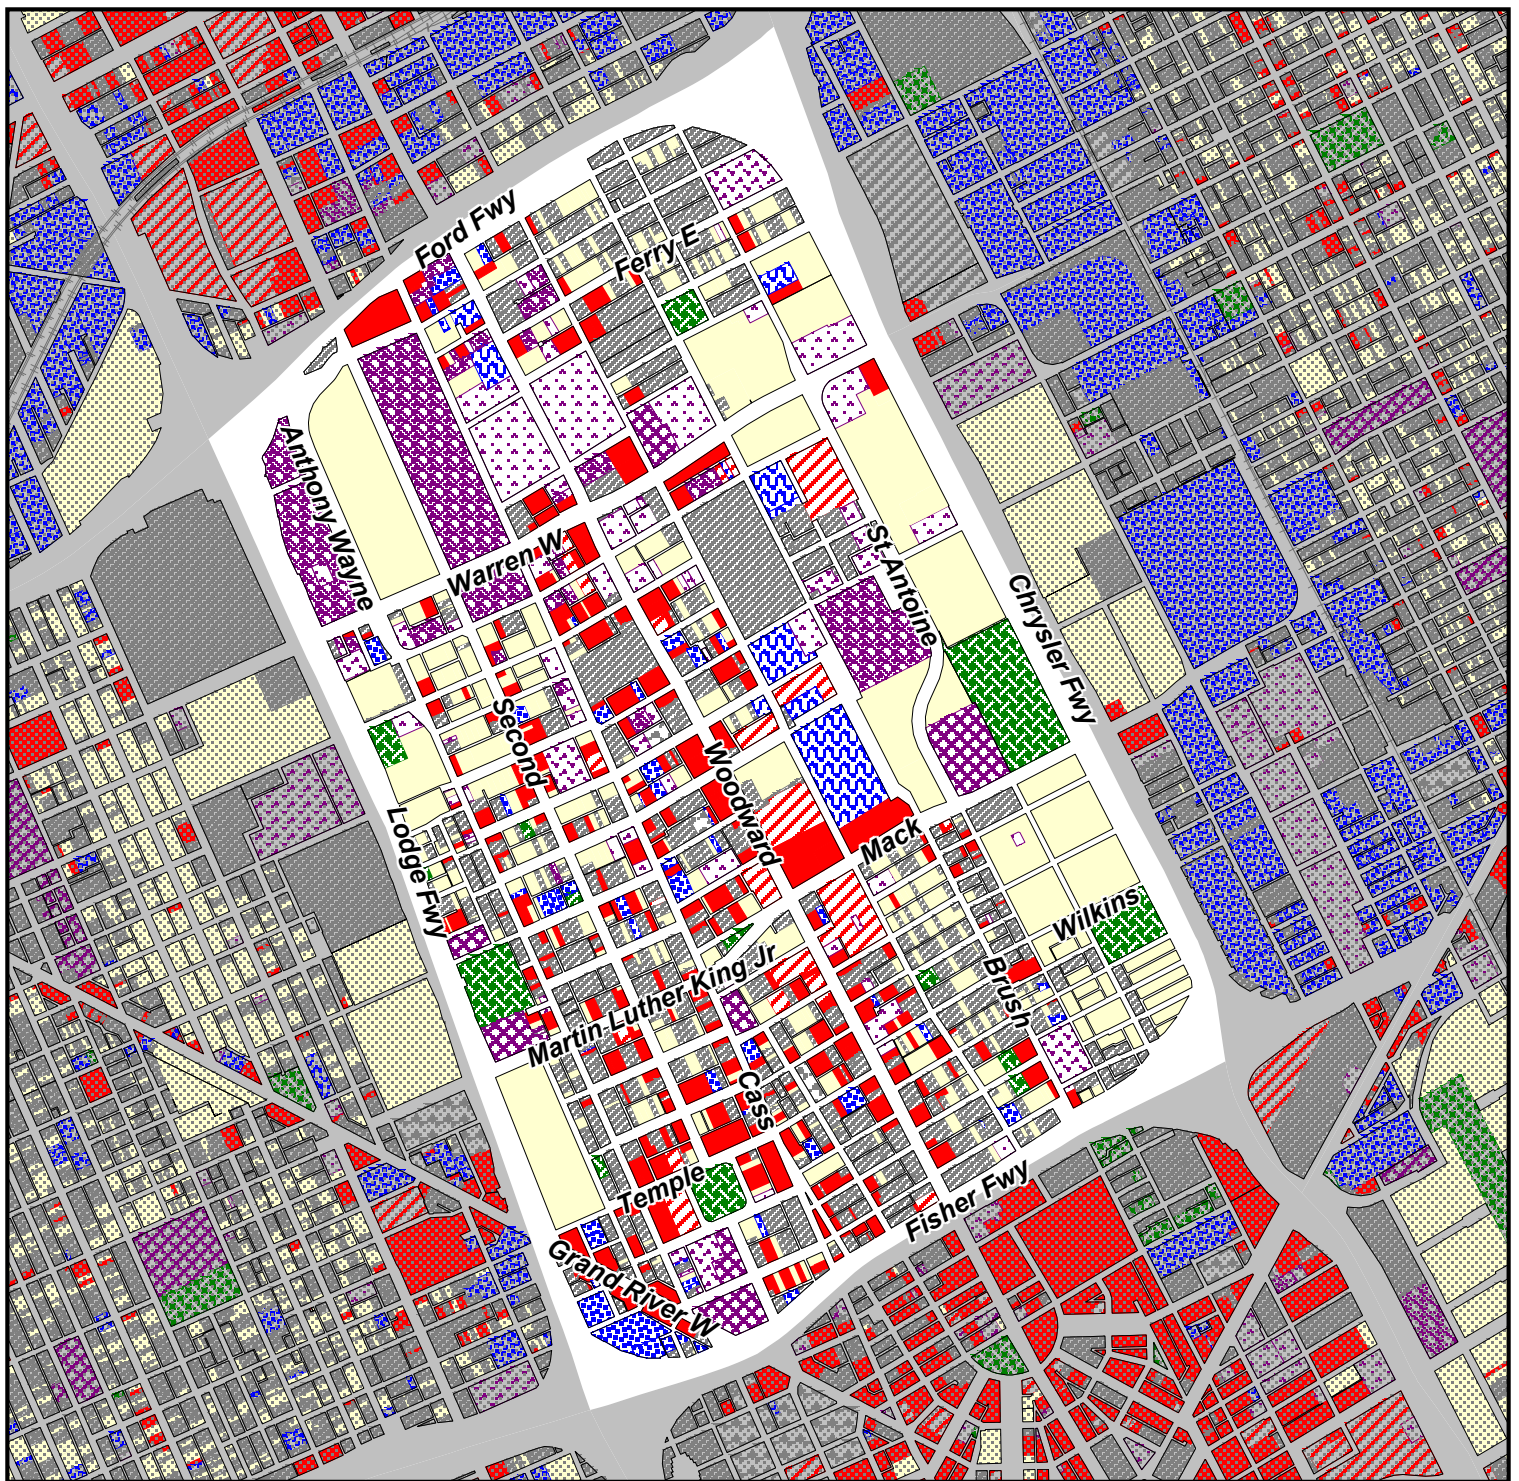 Ford Fwy
Ferry E
Anthony Wayne
Warren W
St Antoine
Chrysler Fwy
Second
Woodward
Lodge Fwy
Mack
Wilkins
Martin Luther King Jr
Brush
Cass
Temple
Fisher Fwy
Grand River W